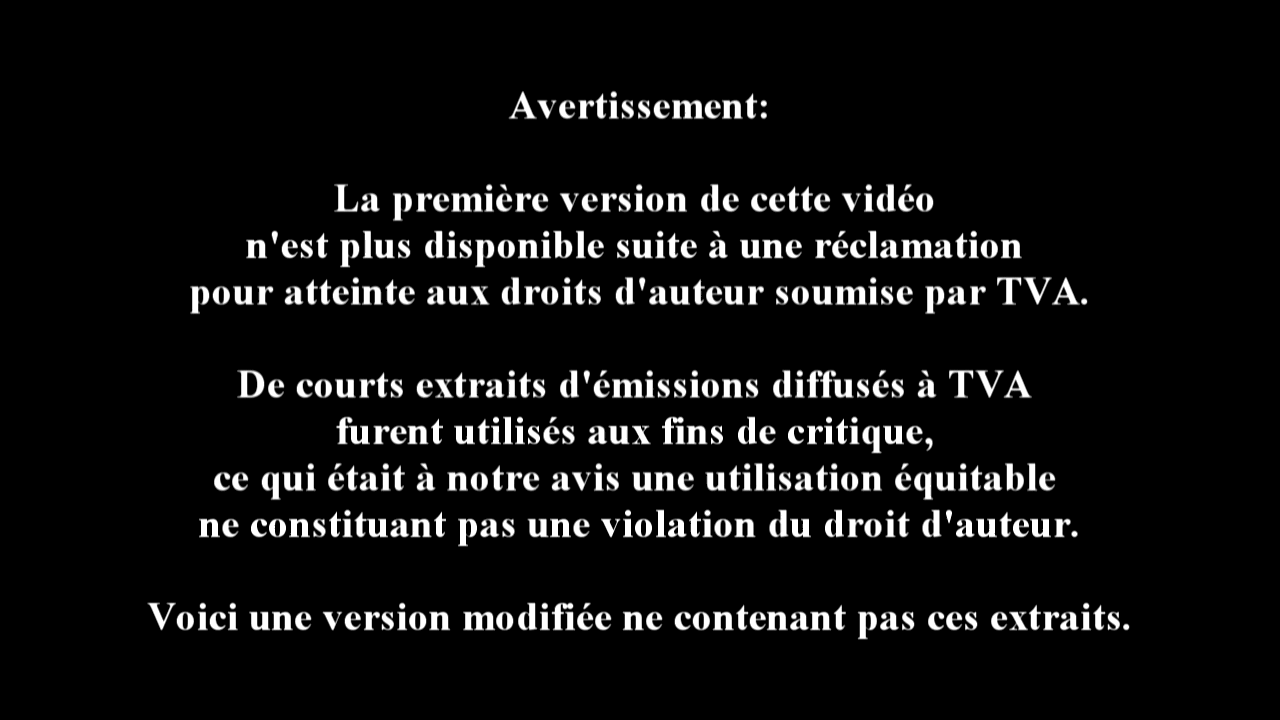 Avertissement:
La première version de cette vidéo
n'est plus disponible suite à une réclamation
pour atteinte aux droits d'auteur soumise par TVA.
De courts extraits d'émissions diffusés à TVA
furent utilisés aux fins de critique,
ce qui était à notre avis une utilisation équitable
ne constituant pas une violation du droit d'auteur.
Voici une version modifiée ne contenant pas ces extraits.